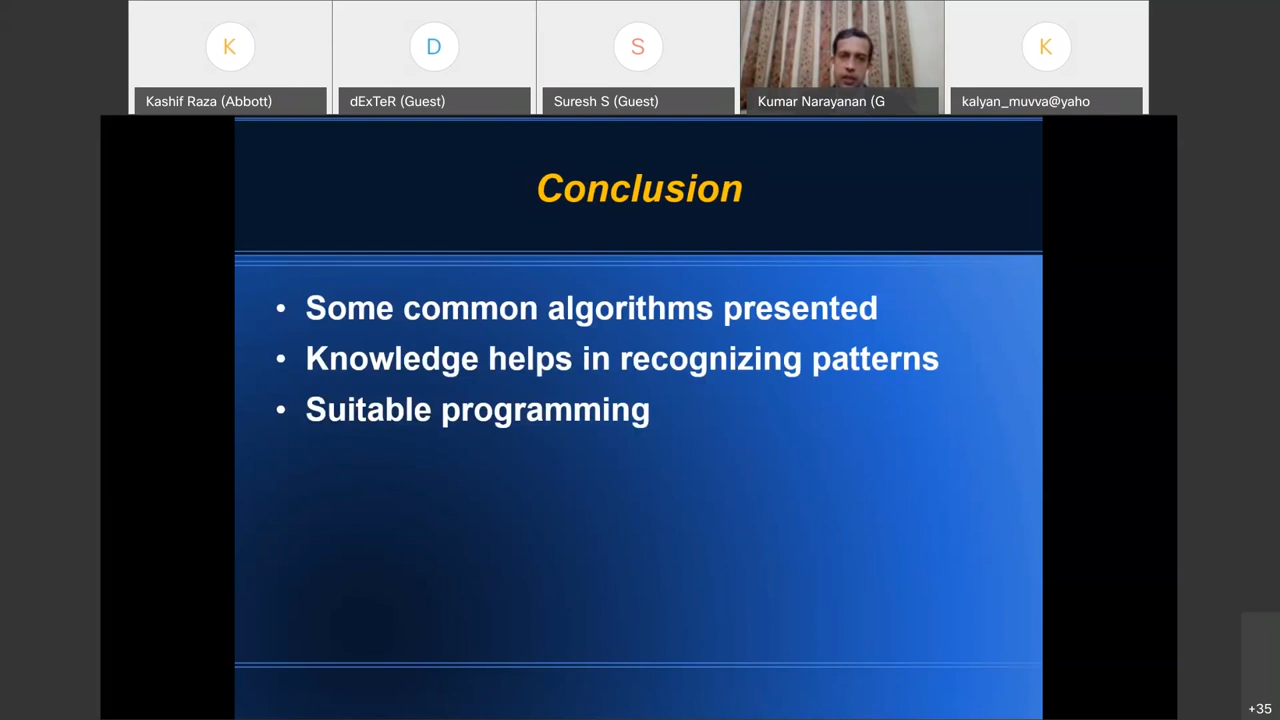 K
D
S
K
Kashif Raza (Abbott)
dExTeR (Guest)
Suresh S (Guest)
Kumar Narayanan (G
kalyan_muvva@yaho
Conclusion
• Some common algorithms presented
• Knowledge helps in recognizing patterns
• Suitable programming
+35